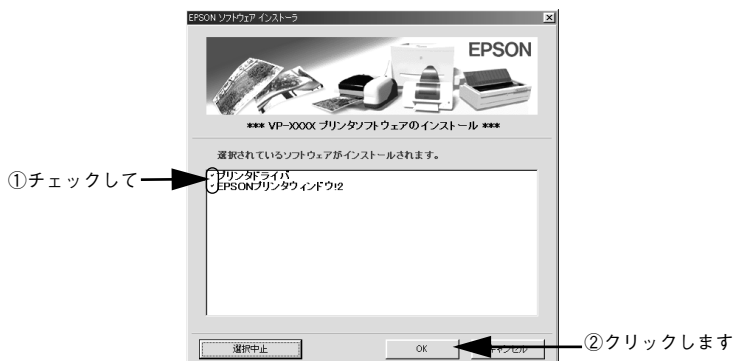 EPSON ソフトウェア インストーラ
EPSON
*** VP-XXXX プリンタソフトウェアのインストール ***
選択されているソフトウェアがインストールされます。
①チェックして
プリンタドライバ
EPSONプリンタウィンドウ!2
選択中止
OK
キャンセル
②クリックします